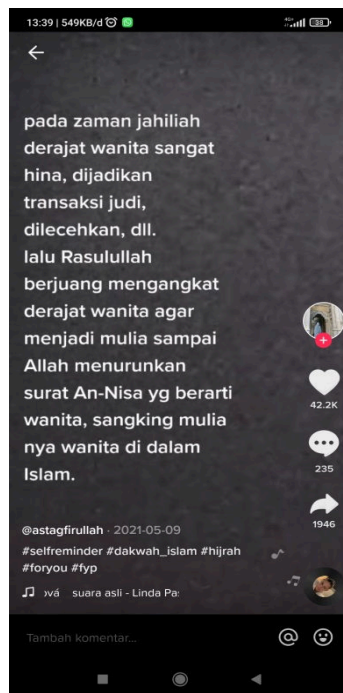 13:39 | 549KB/d
4G+
38
pada zaman jahiliah
derajat wanita sangat
hina, dijadikan
transaksi judi,
dilecehkan, dll.
lalu Rasulullah
berjuang mengangkat
derajat wanita agar
menjadi mulia sampai
Allah menurunkan
surat An-Nisa yg berarti
wanita, sangking mulia
nya wanita di dalam
Islam.
42.2K
235
1946
@astagfirullah · 2021-05-09
#selfreminder #dakwah_islam #hijrah
#foryou #fyp
ová suara asli - Linda Pa
Tambah komentar...